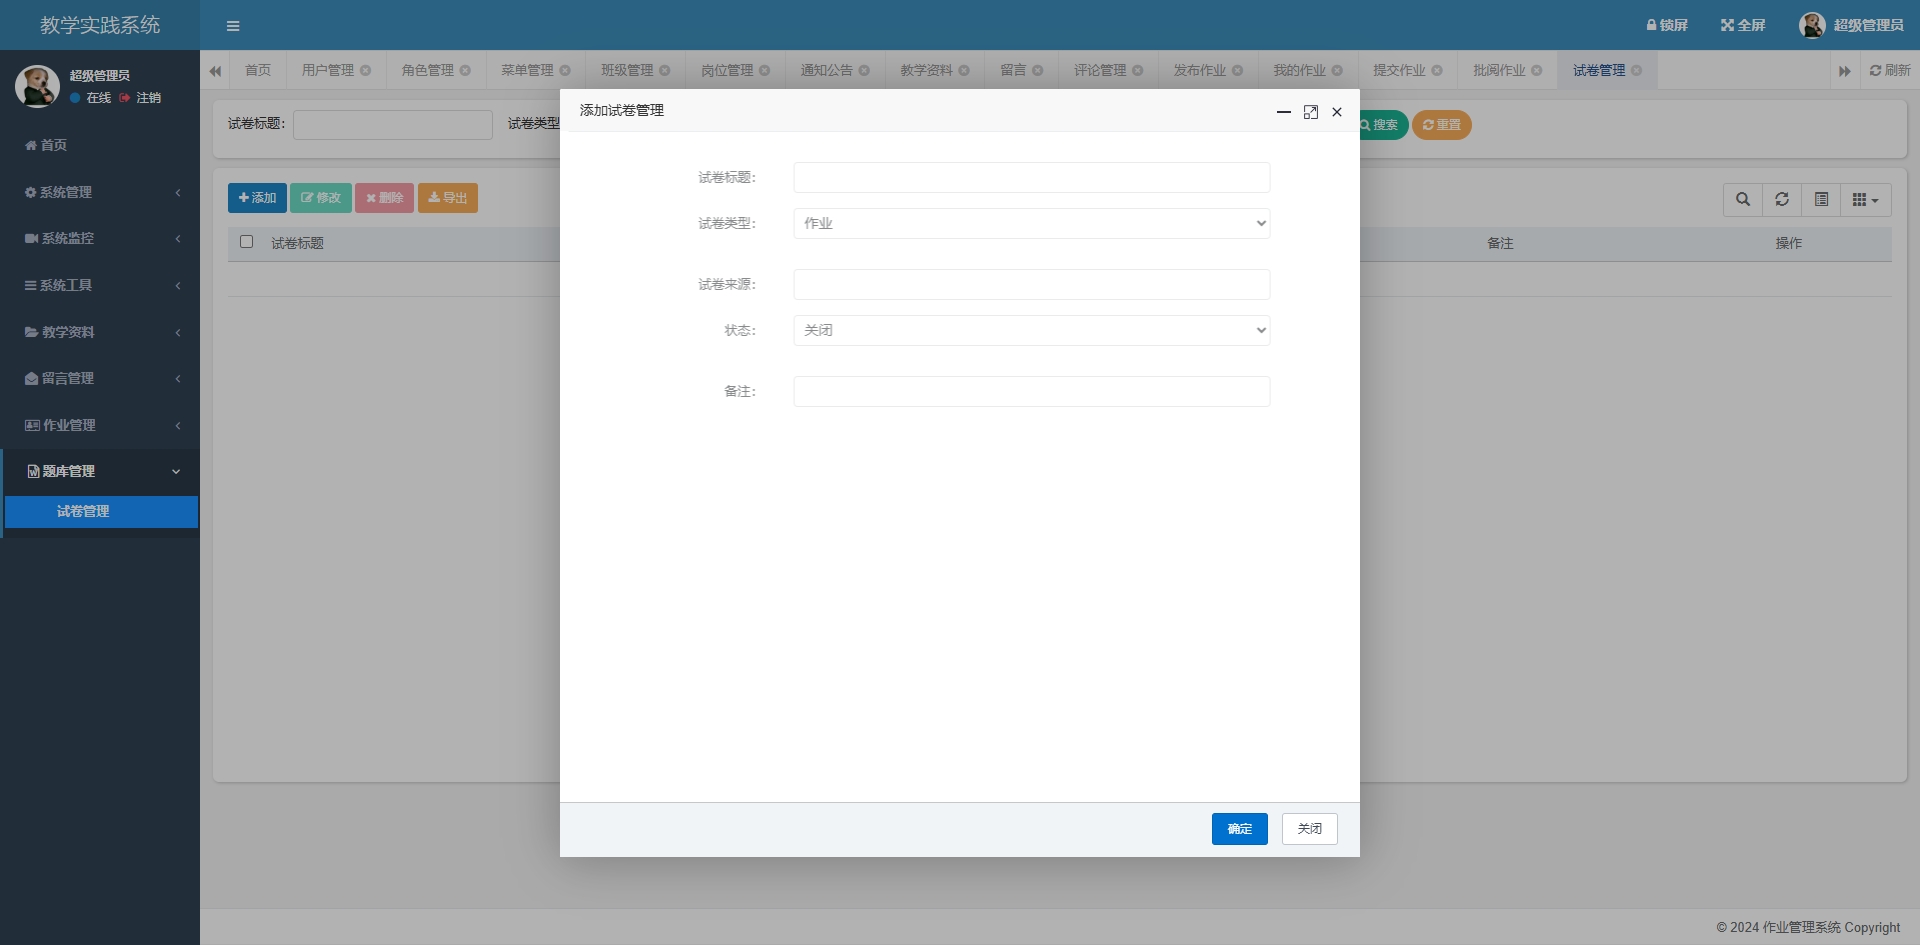 教学实践系统
锁屏 全屏 超级管理员
超级管理员
在线 注销
首页 用户管理 角色管理 菜单管理 班级管理 岗位管理 通知公告 教学资料 留言 评论管理 发布作业 我的作业 提交作业 批阅作业 试卷管理 刷新
首页
系统管理
系统监控
系统工具
教学资料
留言管理
作业管理
题库管理
试卷管理
试卷标题： 试卷类型 搜索 重置
添加 修改 删除 导出
试卷标题 备注 操作
添加试卷管理
试卷标题：
试卷类型： 作业
试卷来源：
状态： 关闭
备注：
确定 关闭
© 2024 作业管理系统 Copyright